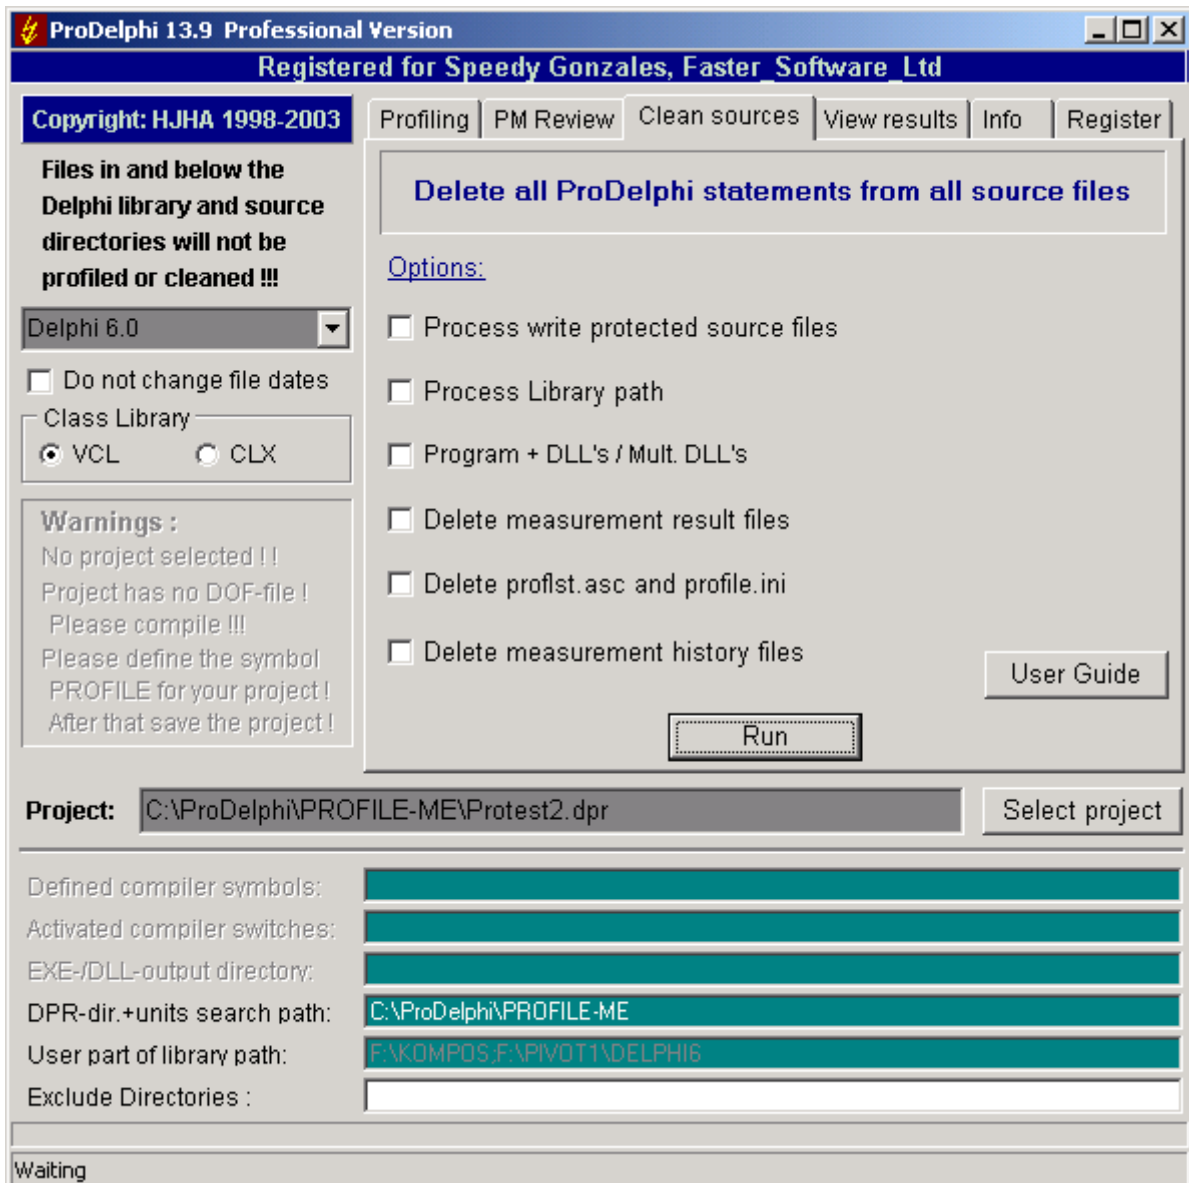 ProDelphi 13.9 Professional Version
Registered for Speedy Gonzales, Faster_Software_Ltd
Copyright: HJHA 1998-2003
Files in and below the
Delphi library and source
directories will not be
profiled or cleaned !!!
Delphi 6.0
Do not change file dates
Class Library
VCL CLX
Warnings :
No project selected ! !
Project has no DOF-file !
Please compile !!!
Please define the symbol
PROFILE for your project !
After that save the project !
Profiling PM Review Clean sources View results Info Register
Delete all ProDelphi statements from all source files
Options:
Process write protected source files
Process Library path
Program + DLL's / Mult. DLL's
Delete measurement result files
Delete proflst.asc and profile.ini
Delete measurement history files
User Guide
Run
Project: C:\ProDelphi\PROFILE-ME\Protest2.dpr Select project
Defined compiler symbols:
Activated compiler switches:
EXE-/DLL-output directory:
DPR-dir.+units search path: C:\ProDelphi\PROFILE-ME
User part of library path: F:\KOMPOS;F:\PIVOT1\DELPHI6
Exclude Directories :
Waiting